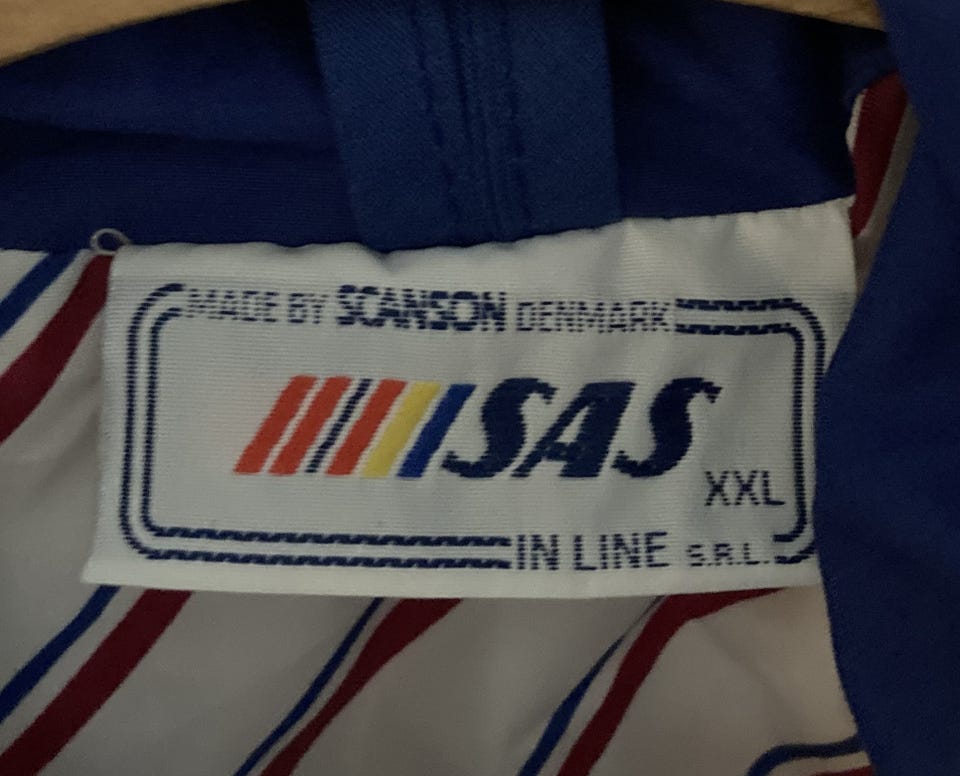 MADE BY SCANSON DENMARK
SAS
XXL
IN LINE S.R.L.